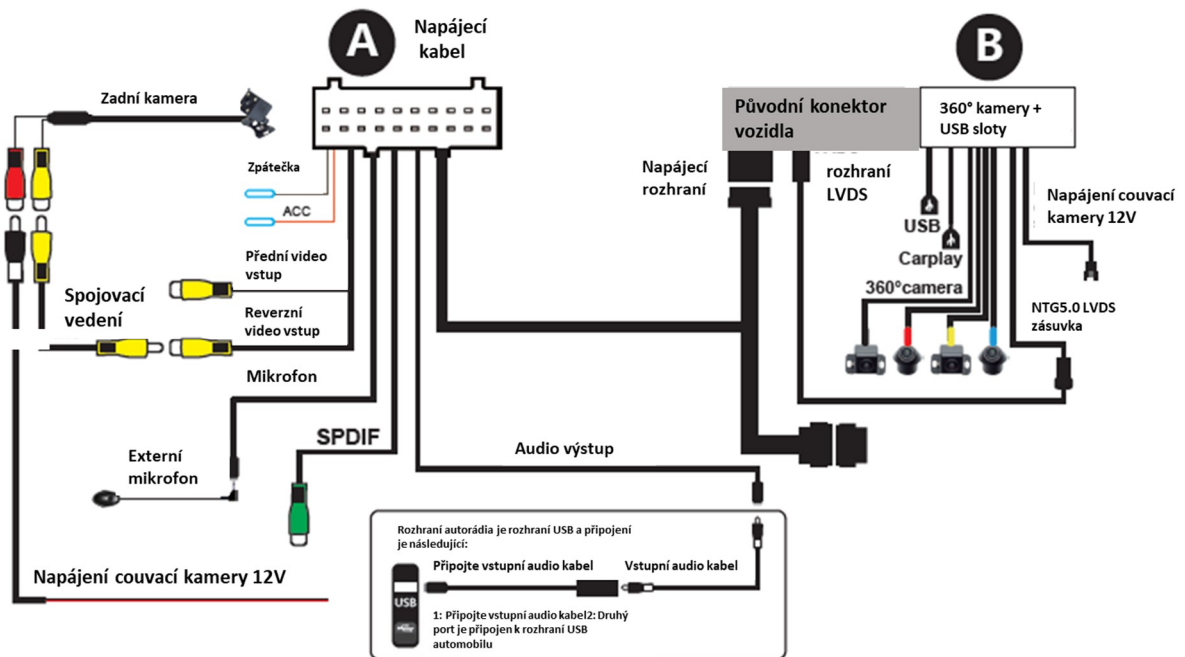 A
Napájecí
kabel
B
Zadní kamera
Původní konektor
vozidla
360° kamery +
USB sloty
Zpátečka
ACC
Napájecí
rozhraní
rozhraní
LVDS
USB
Carplay
Napájení couvací
kamery 12V
Přední video
vstup
360°camera
Spojovací
vedení
Reverzní
video vstup
NTG5.0 LVDS
zásuvka
Mikrofon
SPDIF
Audio výstup
Externí
mikrofon
Rozhraní autorádia je rozhraní USB a připojení
je následující:
Připojte vstupní audio kabel
Vstupní audio kabel
USB
1: Připojte vstupní audio kabel2: Druhý
port je připojen k rozhraní USB
automobilu
Napájení couvací kamery 12V